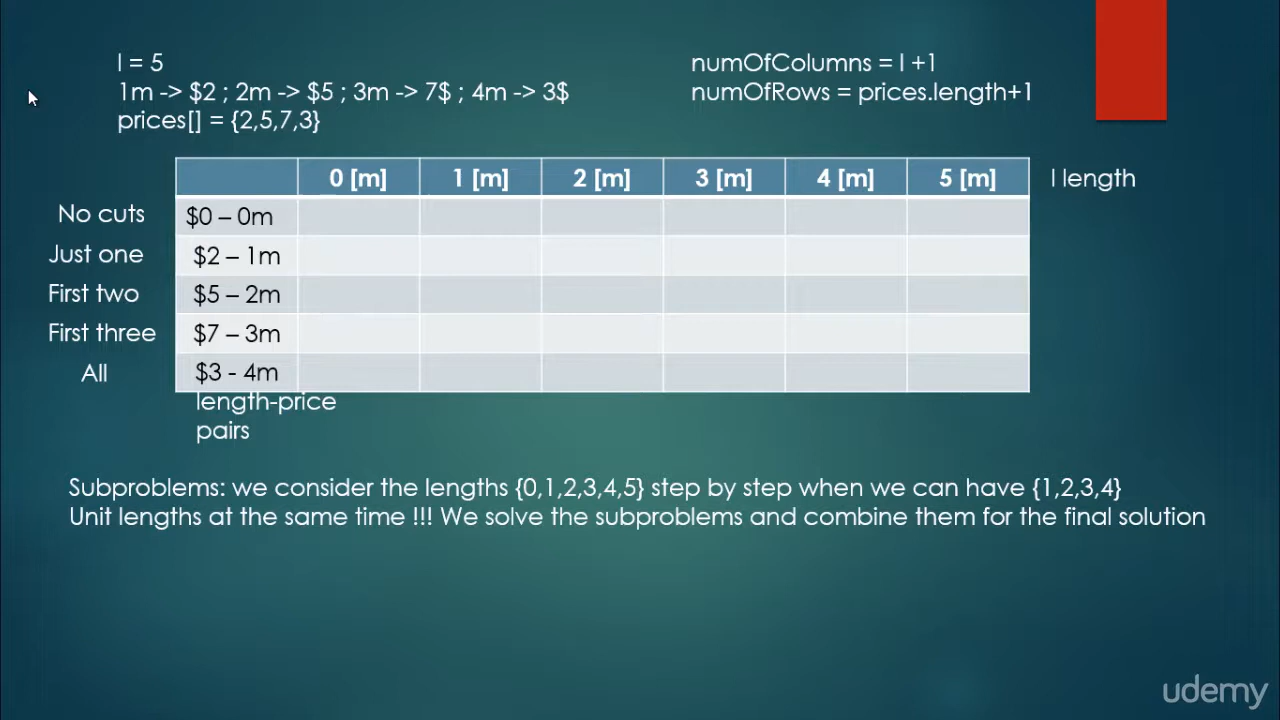 l = 5
1m -> $2 ; 2m -> $5 ; 3m -> 7$ ; 4m -> 3$
prices[] = {2,5,7,3}
numOfColumns = l +1
numOfRows = prices.length+1
0 [m] 1 [m] 2 [m] 3 [m] 4 [m] 5 [m] l length
No cuts $0 – 0m
Just one $2 – 1m
First two $5 – 2m
First three $7 – 3m
All $3 - 4m
length-price
pairs
Subproblems: we consider the lengths {0,1,2,3,4,5} step by step when we can have {1,2,3,4}
Unit lengths at the same time !!! We solve the subproblems and combine them for the final solution
udemy